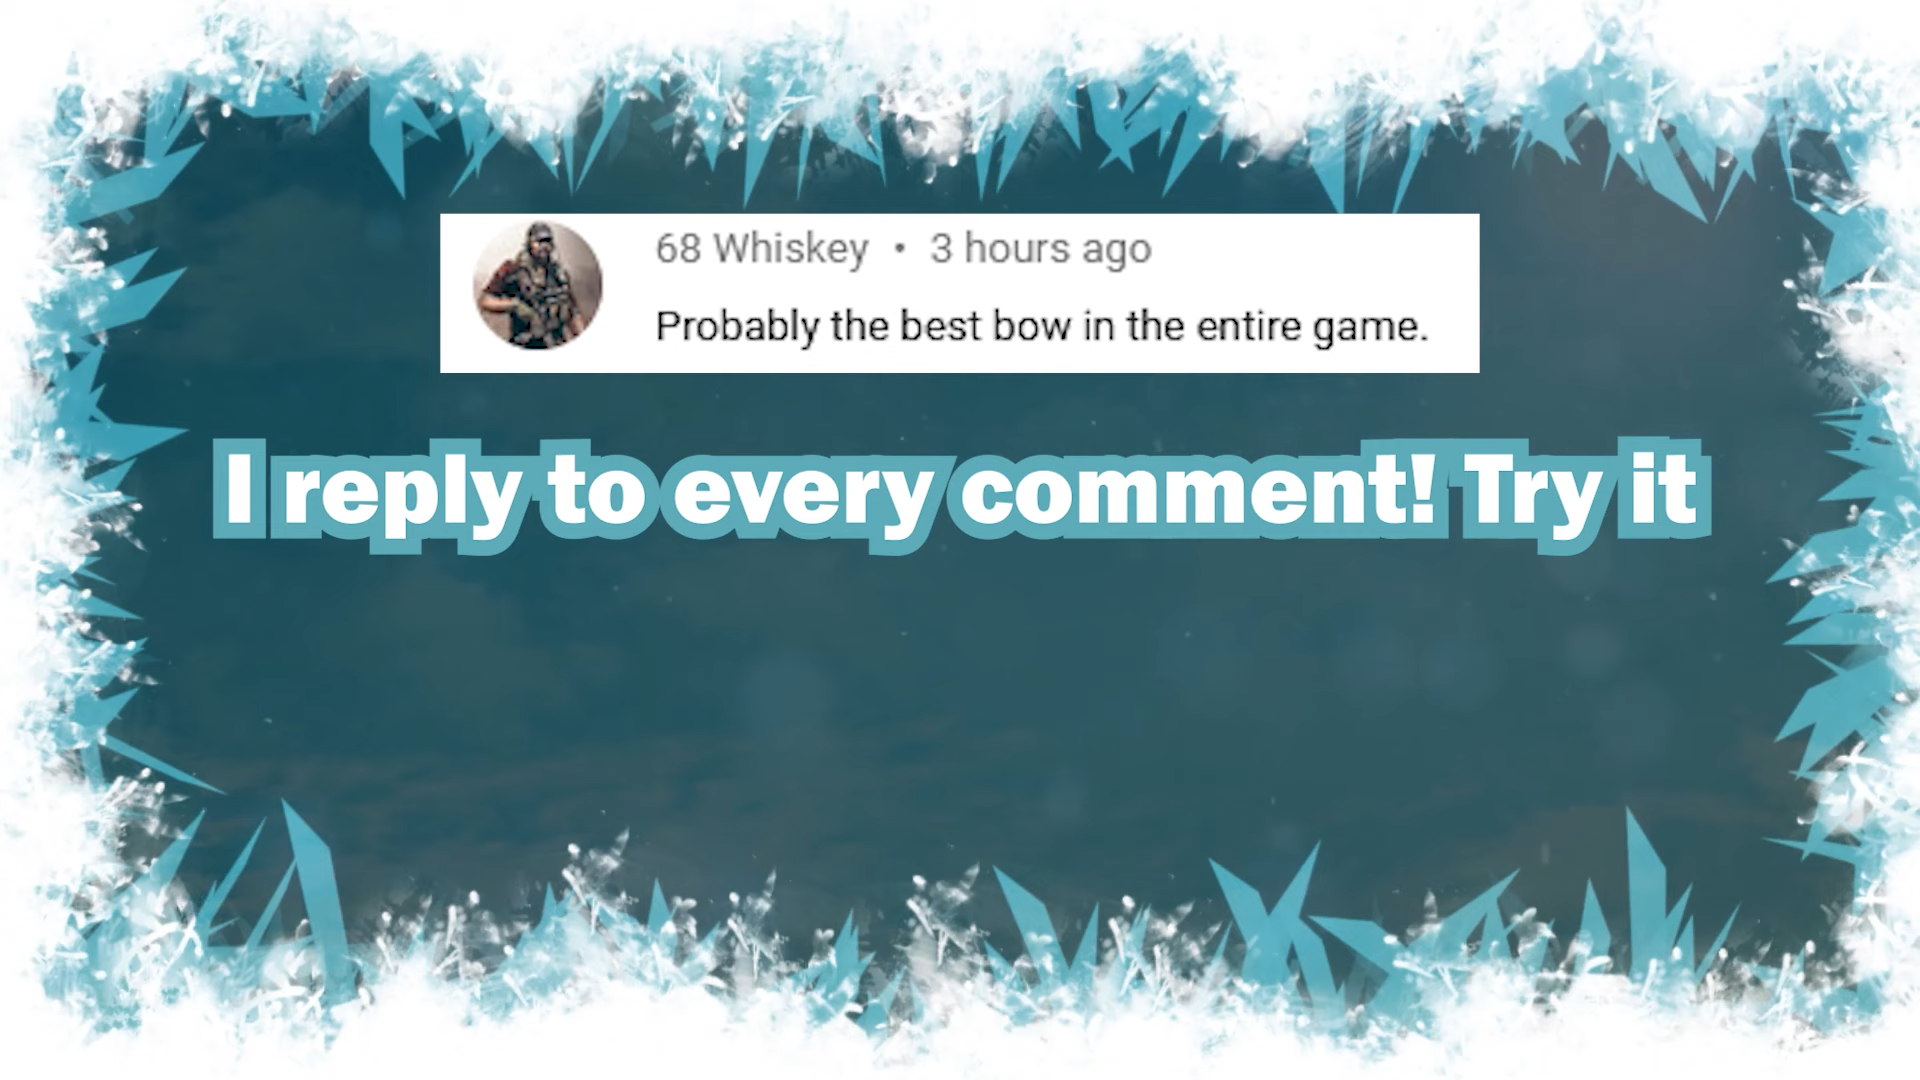 68 Whiskey • 3 hours ago
Probably the best bow in the entire game.
I reply to every comment! Try it